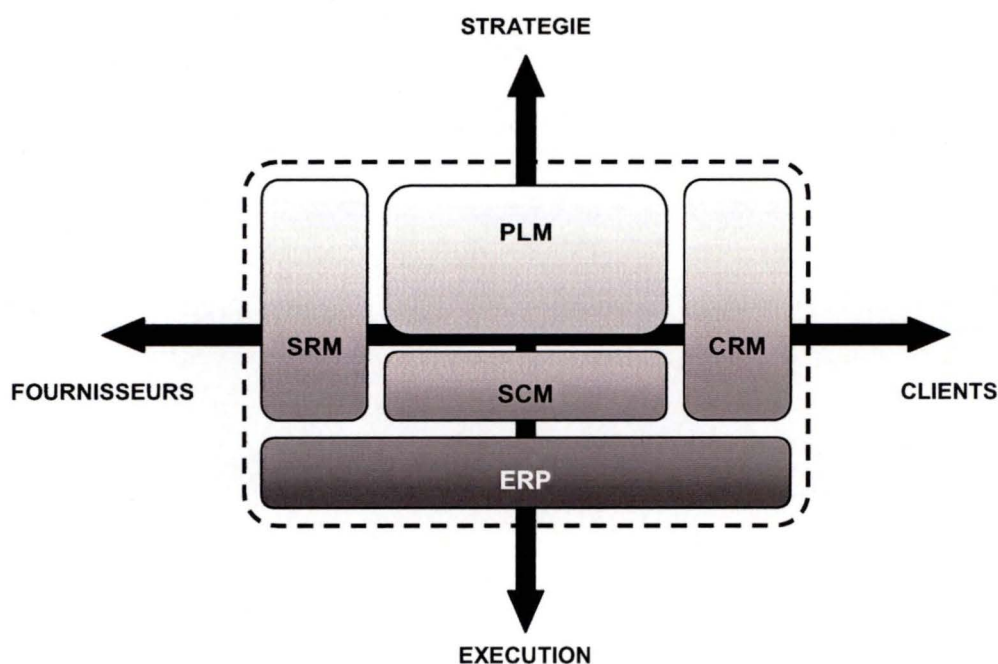 STRATEGIE
PLM
SRM
CRM
FOURNISSEURS
SCM
CLIENTS
ERP
EXECUTION